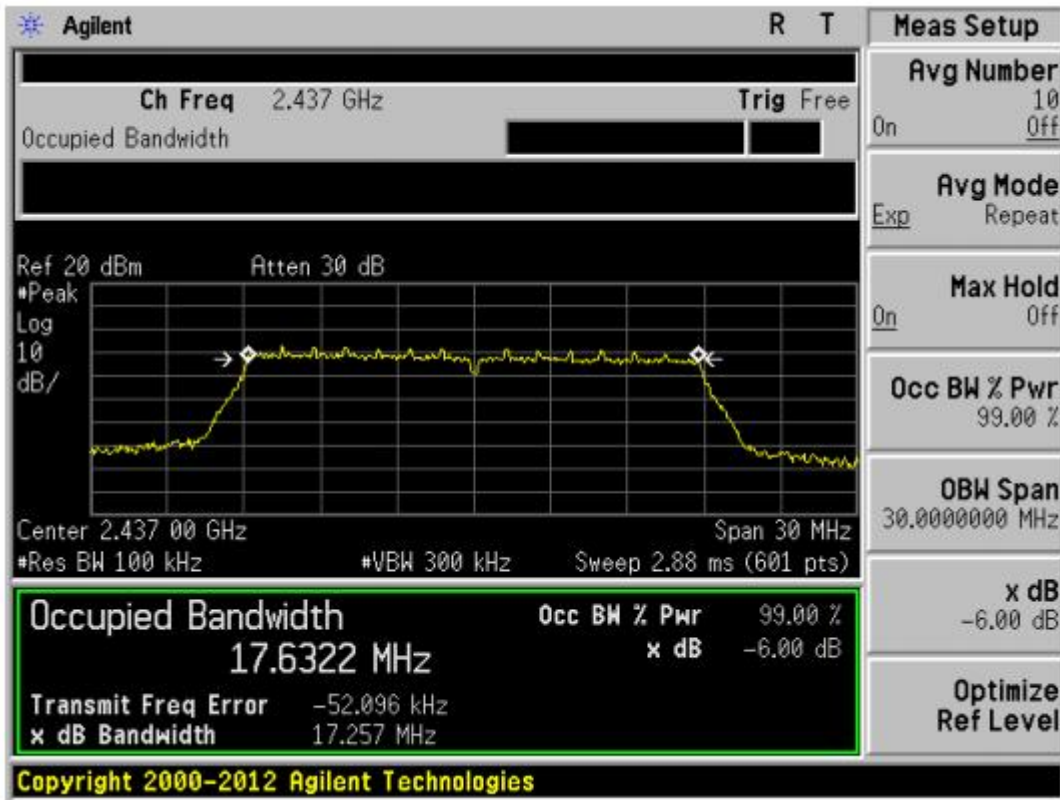 Agilent R T
Ch Freq 2.437 GHz Trig Free
Occupied Bandwidth
Ref 20 dBm Atten 30 dB
#Peak
Log
10
dB/
Center 2.437 00 GHz Span 30 MHz
#Res BW 100 kHz #VBW 300 kHz Sweep 2.88 ms (601 pts)
Occupied Bandwidth
17.6322 MHz
Occ BW % Pwr 99.00 %
x dB -6.00 dB
Transmit Freq Error -52.096 kHz
x dB Bandwidth 17.257 MHz
Copyright 2000-2012 Agilent Technologies
Meas Setup
Avg Number
10
On Off
Avg Mode
Exp Repeat
Max Hold
On Off
Occ BW % Pwr
99.00 %
OBW Span
30.0000000 MHz
x dB
-6.00 dB
Optimize
Ref Level